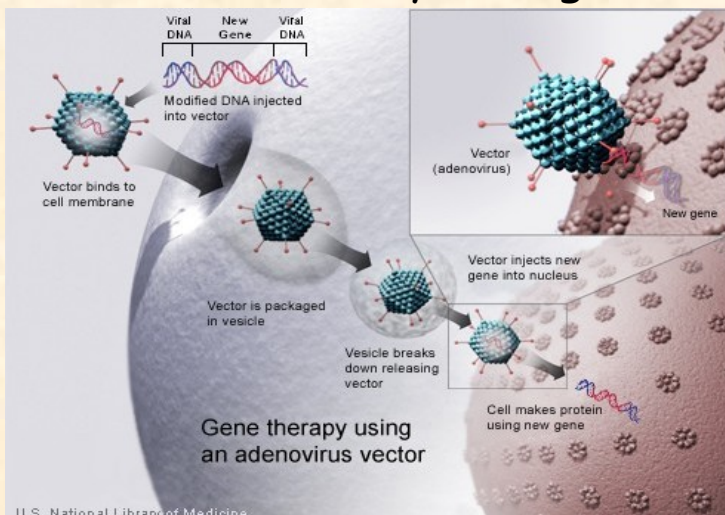 Viral
DNA
New
Gene
Viral
DNA
Modified DNA injected
into vector
Vector binds to
cell membrane
Vector is packaged
in vesicle
Vesicle breaks
down releasing
vector
Vector
(adenovirus)
New gene
Vector injects new
gene into nucleus
Cell makes protein
using new gene
Gene therapy using
an adenovirus vector
U.S. National Library of Medicine